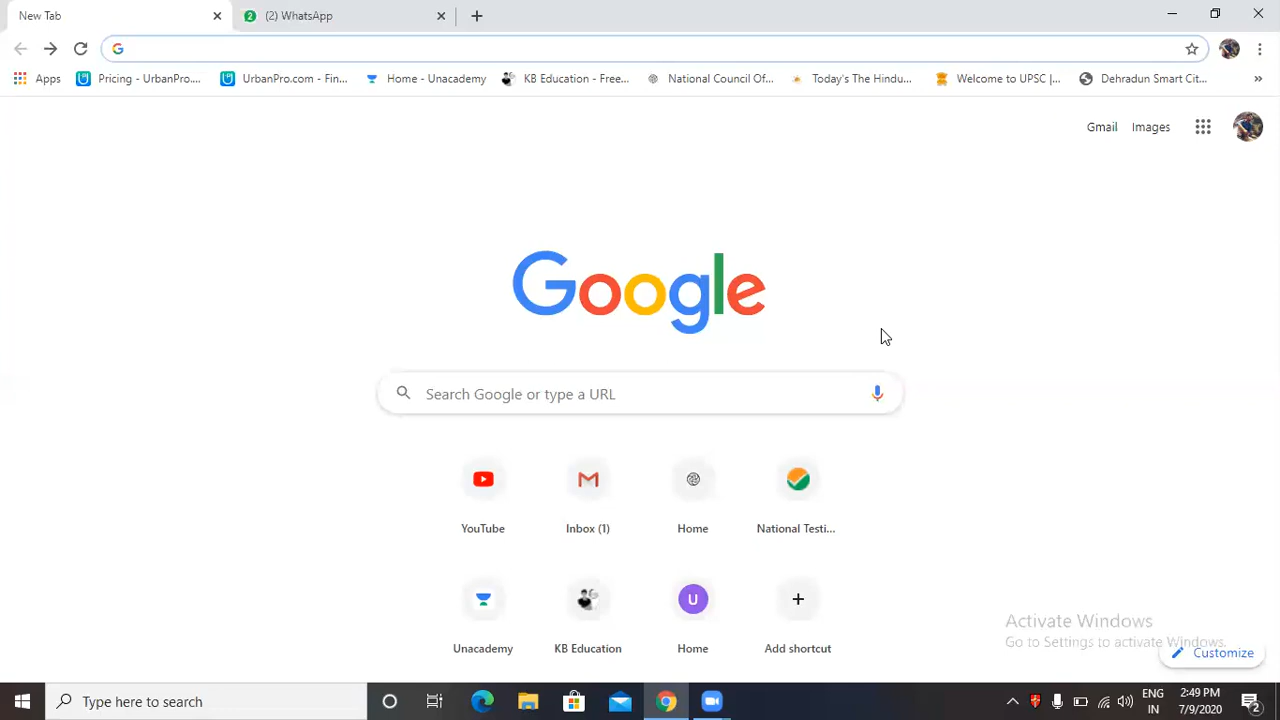 New Tab
2 (2) WhatsApp
Apps
Pricing - UrbanPro....
UrbanPro.com - Fin...
Home - Unacademy
KB Education - Free...
National Council Of...
Today's The Hindu...
Welcome to UPSC |...
Dehradun Smart Cit...
Gmail
Images
Google
Search Google or type a URL
YouTube
Inbox (1)
Home
National Testi...
U
Unacademy
KB Education
Home
Add shortcut
Activate Windows
Go to Settings to activate Windows.
Customize
Type here to search
ENG
IN
2:49 PM
7/9/2020
2